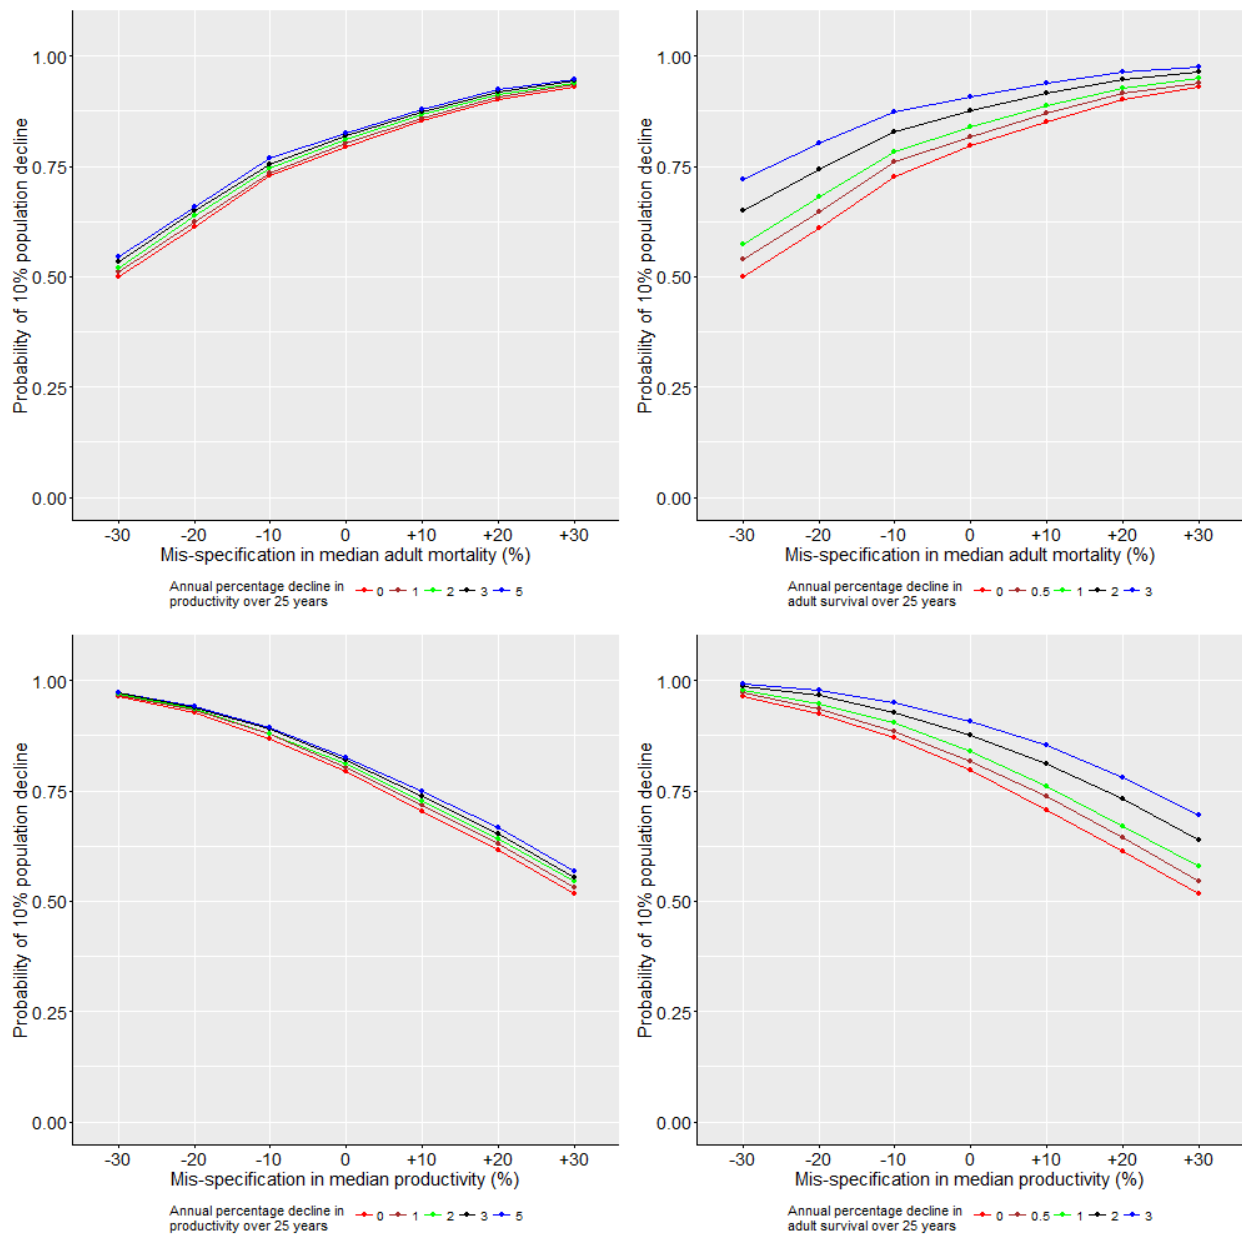 Probability of 10% population decline
1.00
0.75
0.50
0.25
0.00
-30 -20 -10 0 +10 +20 +30
Mis-specification in median adult mortality (%)
Annual percentage decline in
productivity over 25 years
0 1 2 3 5
Probability of 10% population decline
1.00
0.75
0.50
0.25
0.00
-30 -20 -10 0 +10 +20 +30
Mis-specification in median adult mortality (%)
Annual percentage decline in
adult survival over 25 years
0 0.5 1 2 3
Probability of 10% population decline
1.00
0.75
0.50
0.25
0.00
-30 -20 -10 0 +10 +20 +30
Mis-specification in median productivity (%)
Annual percentage decline in
productivity over 25 years
0 1 2 3 5
Probability of 10% population decline
1.00
0.75
0.50
0.25
0.00
-30 -20 -10 0 +10 +20 +30
Mis-specification in median productivity (%)
Annual percentage decline in
adult survival over 25 years
0 0.5 1 2 3